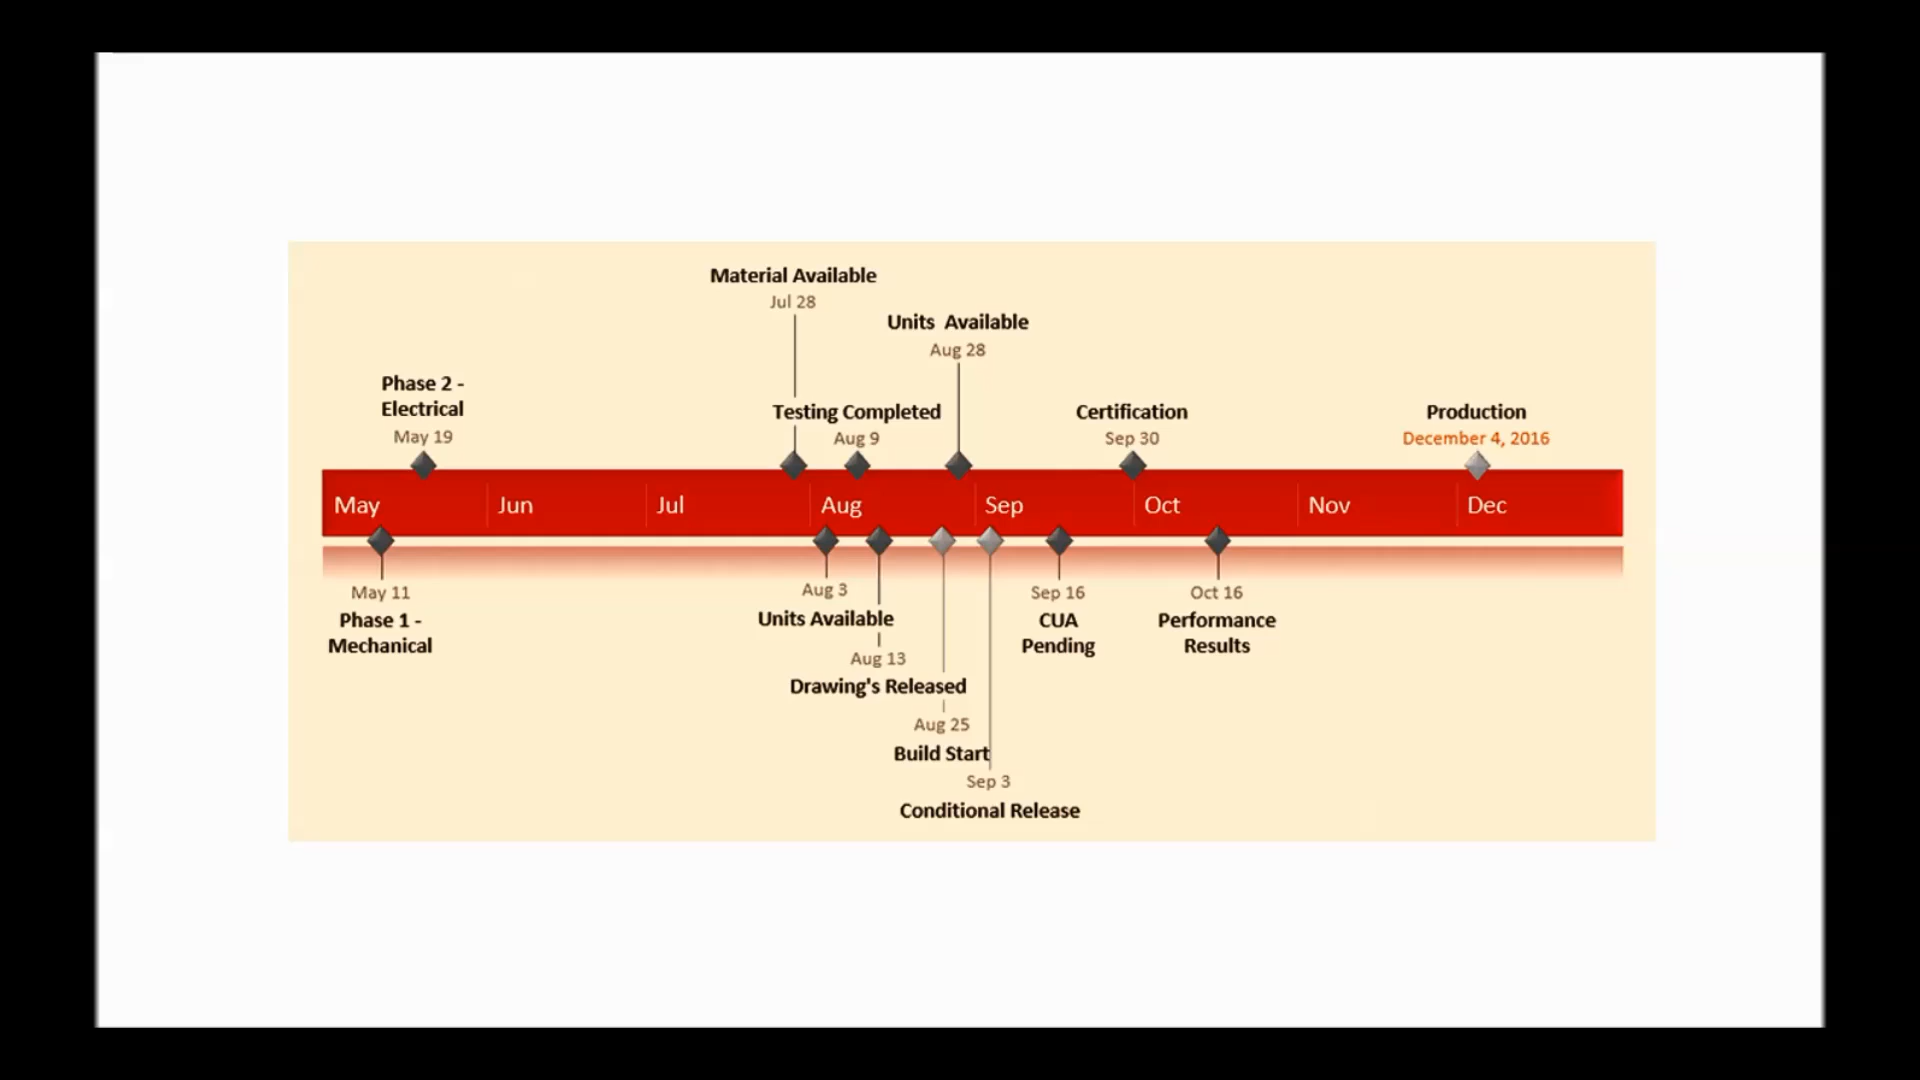 Material Available
Jul 28
Units  Available
Aug 28
Phase 2 -
Electrical
May 19
Testing Completed
Aug 9
Certification
Sep 30
Production
December 4, 2016
May
Jun
Jul
Aug
Sep
Oct
Nov
Dec
May 11
Phase 1 -
Mechanical
Aug 3
Units Available
Aug 13
Drawing's Released
Aug 25
Build Start
Sep 3
Conditional Release
Sep 16
CUA
Pending
Oct 16
Performance
Results